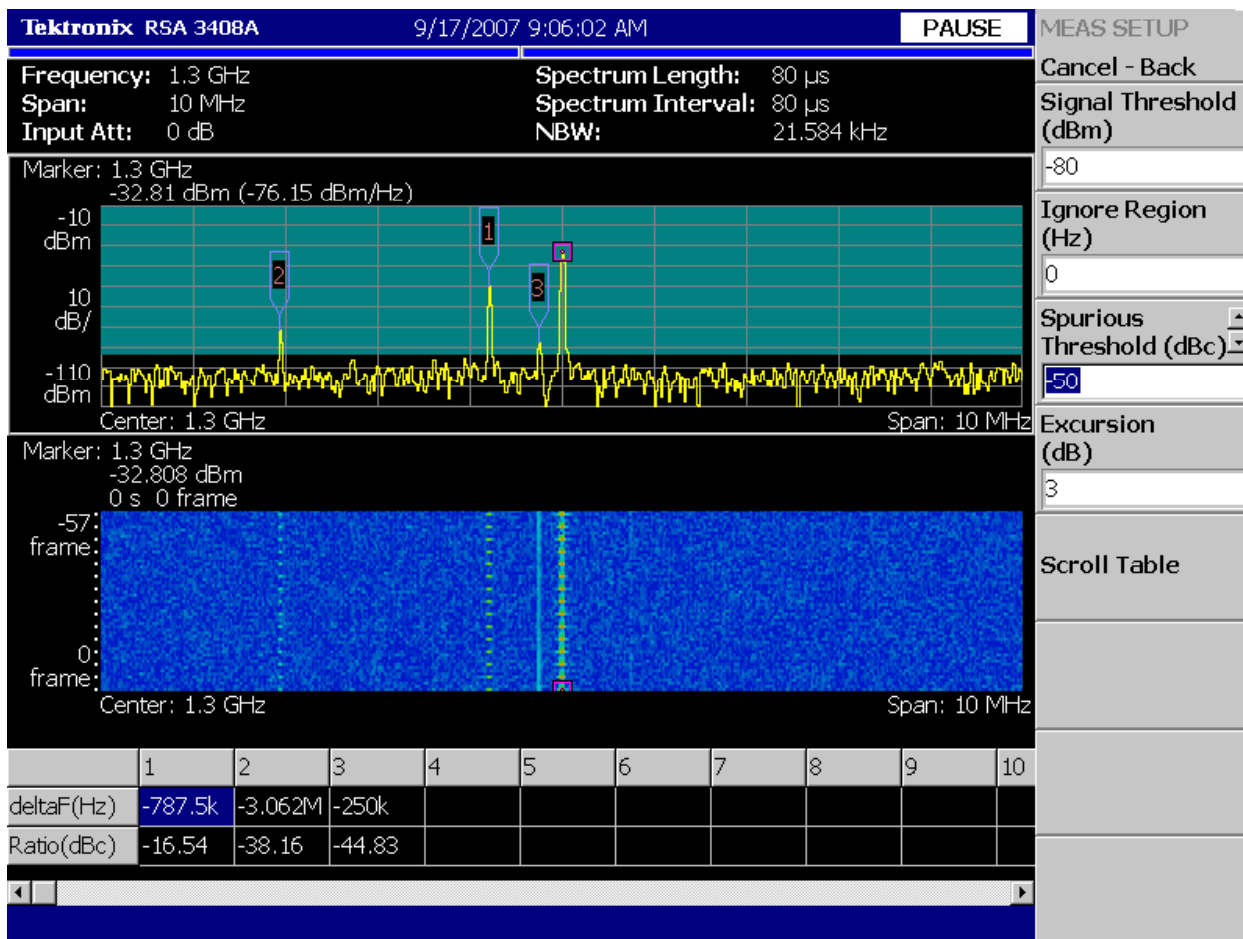 Tektronix RSA 3408A 9/17/2007 9:06:02 AM PAUSE
Frequency: 1.3 GHz Spectrum Length: 80 µs
Span: 10 MHz Spectrum Interval: 80 µs
Input Att: 0 dB NBW: 21.584 kHz
Marker: 1.3 GHz
-32.81 dBm (-76.15 dBm/Hz)
-10
dBm
10
dB/
-110
dBm
2
1
3
Center: 1.3 GHz Span: 10 MHz
Marker: 1.3 GHz
-32.808 dBm
0 s 0 frame
-57
frame
0
frame
Center: 1.3 GHz Span: 10 MHz
1 2 3 4 5 6 7 8 9 10
deltaF(Hz) -787.5k -3.062M -250k
Ratio(dBc) -16.54 -38.16 -44.83
MEAS SETUP
Cancel - Back
Signal Threshold
(dBm)
-80
Ignore Region
(Hz)
0
Spurious
Threshold (dBc)
-50
Excursion
(dB)
3
Scroll Table